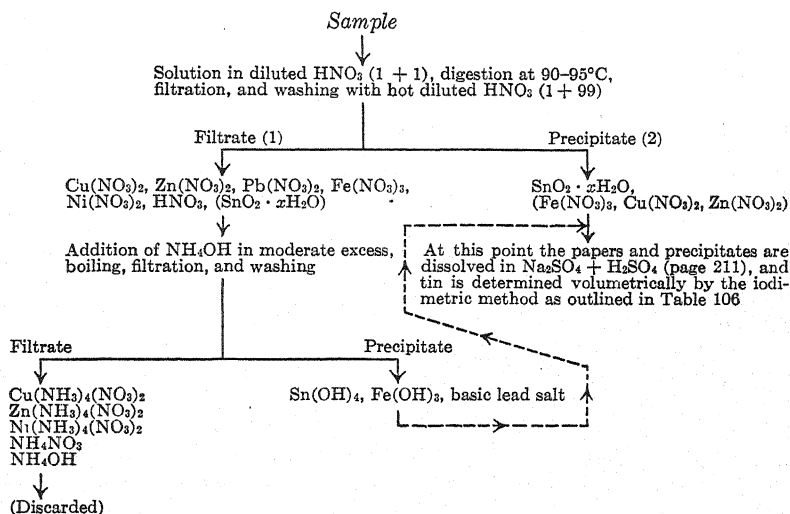 Sample
Solution in diluted HNO₃ (1 + 1), digestion at 90–95°C,
filtration, and washing with hot diluted HNO₃ (1 + 99)
Filtrate (1)
Precipitate (2)
Cu(NO₃)₂, Zn(NO₃)₂, Pb(NO₃)₂, Fe(NO₃)₃,
Ni(NO₃)₂, HNO₃, (SnO₂ · xH₂O)
SnO₂ · xH₂O,
(Fe(NO₃)₃, Cu(NO₃)₂, Zn(NO₃)₂)
Addition of NH₄OH in moderate excess,
boiling, filtration, and washing
At this point the papers and precipitates are
dissolved in Na₂SO₄ + H₂SO₄ (page 211), and
tin is determined volumetrically by the iodi-
metric method as outlined in Table 106
Filtrate
Precipitate
Cu(NH₃)₄(NO₃)₂
Zn(NH₃)₄(NO₃)₂
Ni(NH₃)₄(NO₃)₂
NH₄NO₃
NH₄OH
Sn(OH)₄, Fe(OH)₃, basic lead salt
(Discarded)